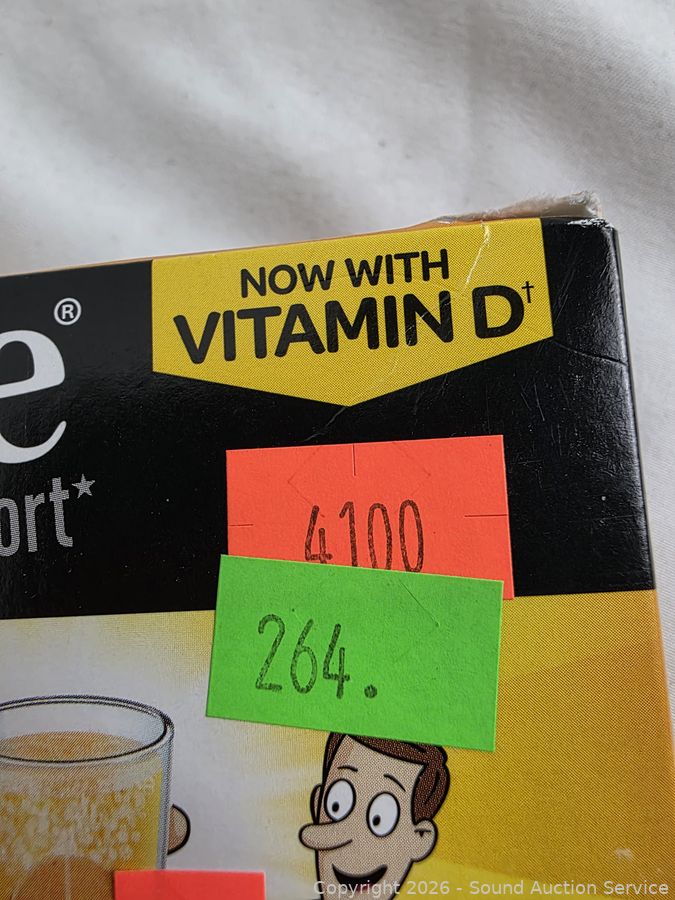 NOW WITH
VITAMIN D†
e®
ort*
4100
264.
Copyright 2026 - Sound Auction Service